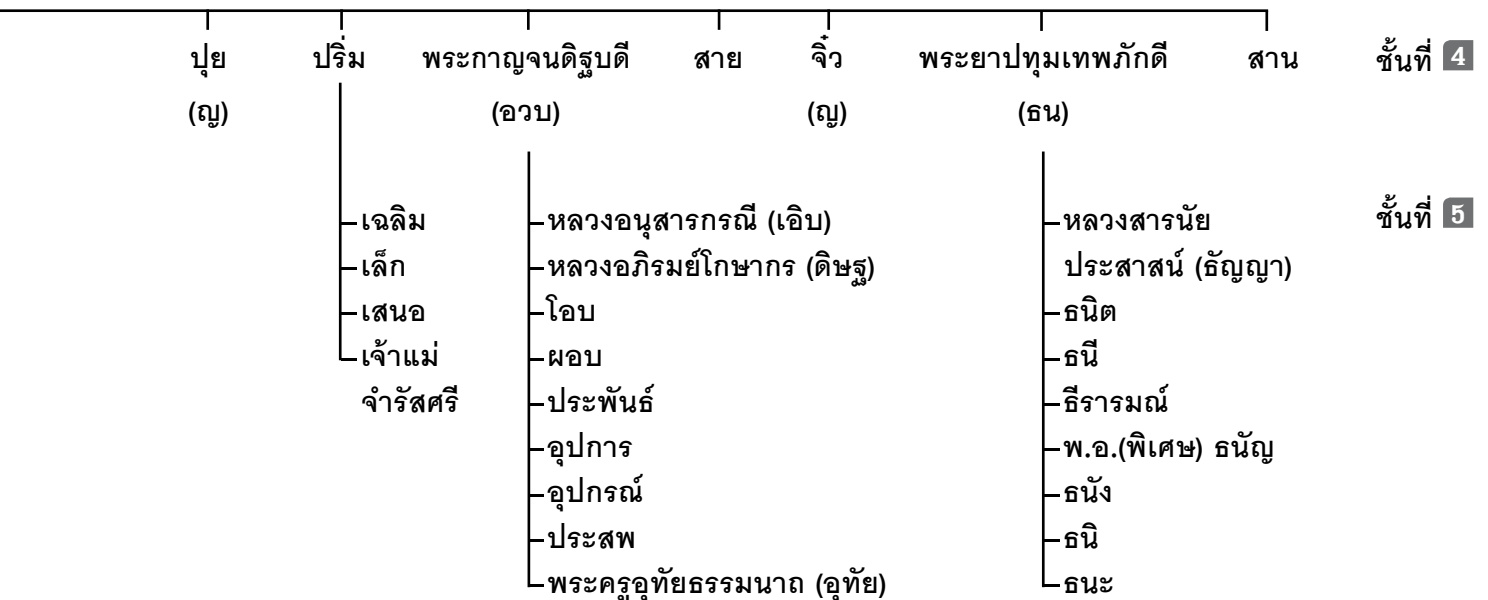 ปุย ปริ่ม พระกาญจนดิฐบดี สาย จิ๋ว พระยาปทุมเทพภักดี สาน ชั้นที่ 4
(ญ) (อวบ) (ญ) (ธน)
เฉลิม หลวงอนุสารกรณี (เอิบ) หลวงสารนัย ชั้นที่ 5
เล็ก หลวงอภิรมย์โกษากร (ดิษฐ) ประสาสน์ (ธัญญา)
เสนอ โอบ ธนิต
เจ้าแม่ ผอบ ธนี
จำรัสศรี ประพันธ์ ธีรารมณ์
อุปการ พ.อ.(พิเศษ) ธนัญ
อุปกรณ์ ธนัง
ประสพ ธนิ
พระครูอุทัยธรรมนาถ (อุทัย) ธนะ